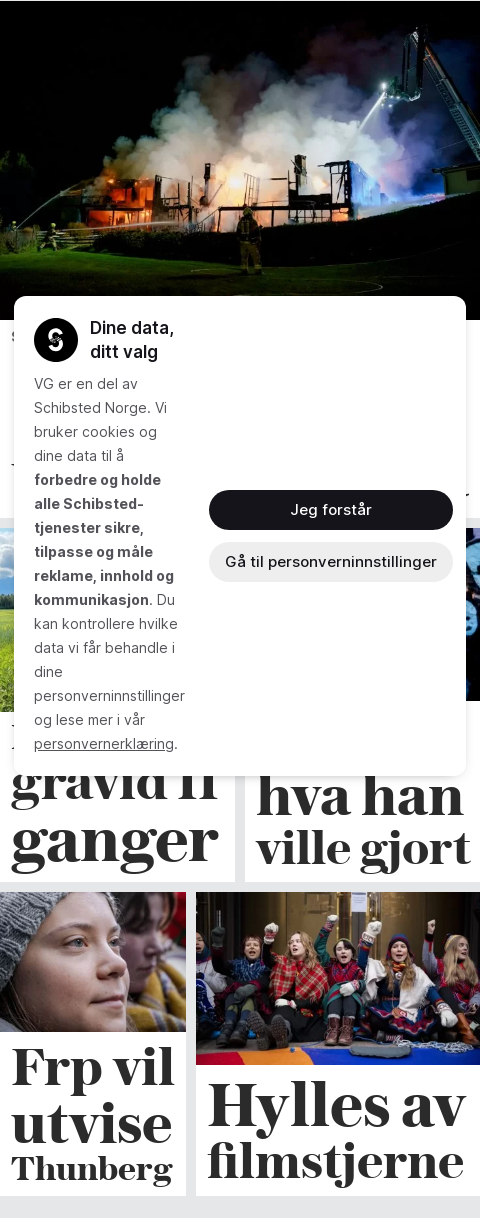 Dine data,
ditt valg
VG er en del av
Schibsted Norge. Vi
bruker cookies og
dine data til å
forbedre og holde
alle Schibsted-
tjenester sikre,
tilpasse og måle
reklame, innhold og
kommunikasjon. Du
kan kontrollere hvilke
data vi får behandle i
dine
personverninnstillinger
og lese mer i vår
personvernerklæring.
Jeg forstår
Gå til personverninnstillinger
gravid 11
ganger
hva han
ville gjort
Frp vil
utvise
Thunberg
Hylles av
filmstjerne